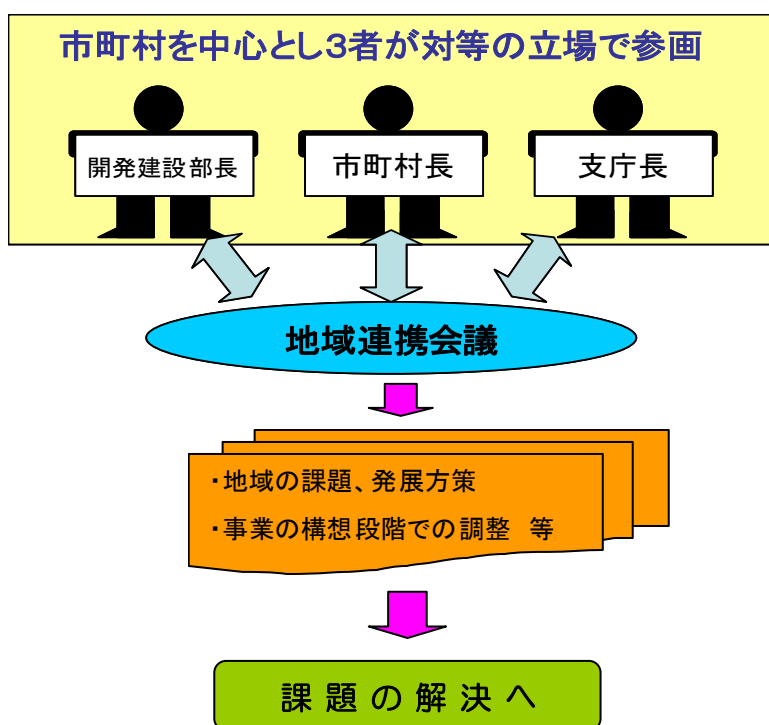 市町村を中心とし３者が対等の立場で参画
開発建設部長
市町村長
支庁長
地域連携会議
・地域の課題、発展方策
・事業の構想段階での調整　等
課題の解決へ